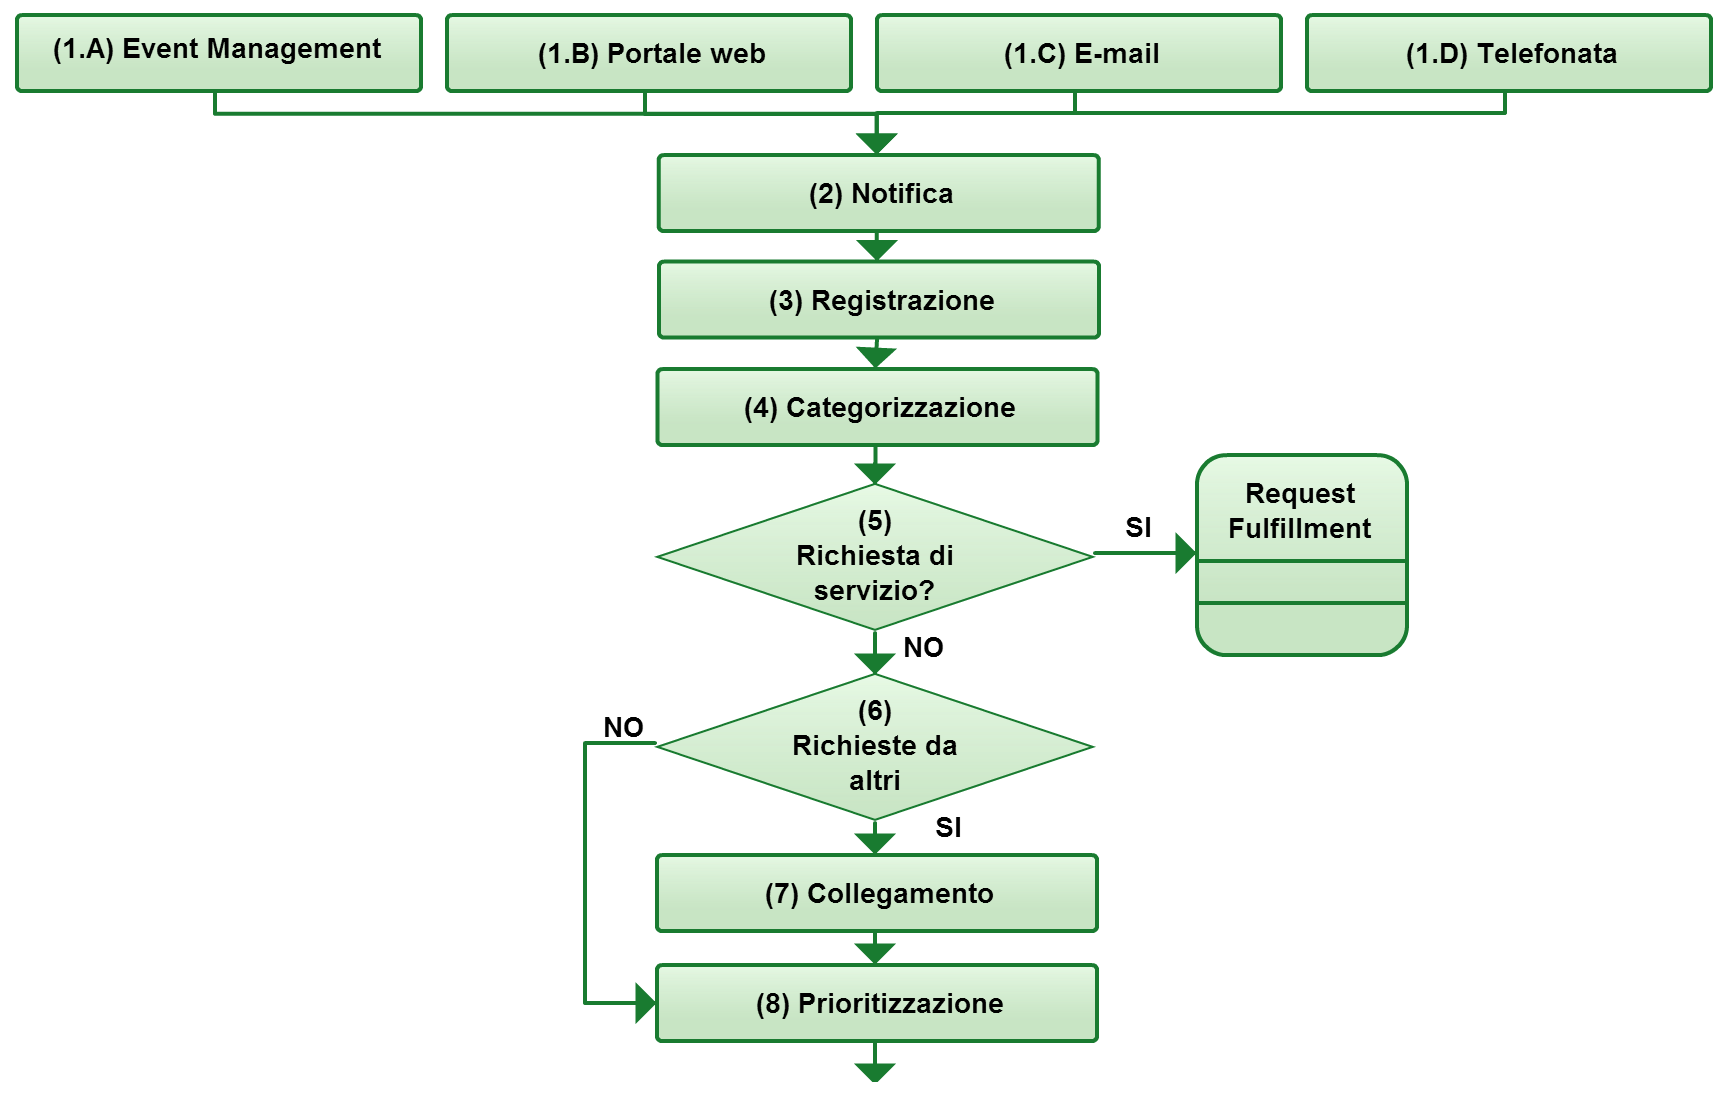 (1.A) Event Management
(1.B) Portale web
(1.C) E-mail
(1.D) Telefonata
(2) Notifica
(3) Registrazione
(4) Categorizzazione
(5)
Richiesta di
servizio?
SI
Request
Fulfillment
NO
(6)
Richieste da
altri
NO
SI
(7) Collegamento
(8) Prioritizzazione